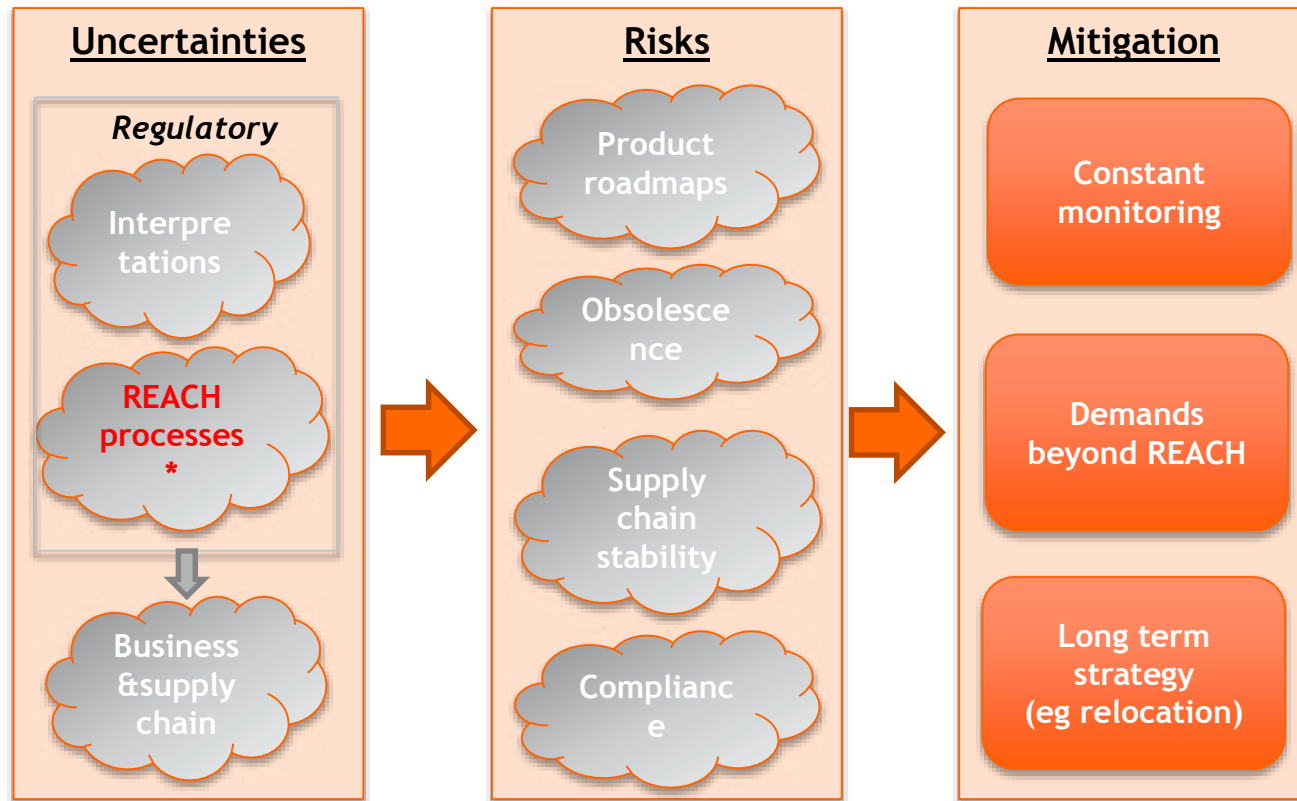 Uncertainties
Regulatory
Interpre
tations
REACH
processes
*
Business
&supply
chain
Risks
Product
roadmaps
Obsolesce
nce
Supply
chain
stability
Complianc
e
Mitigation
Constant
monitoring
Demands
beyond REACH
Long term
strategy
(eg relocation)